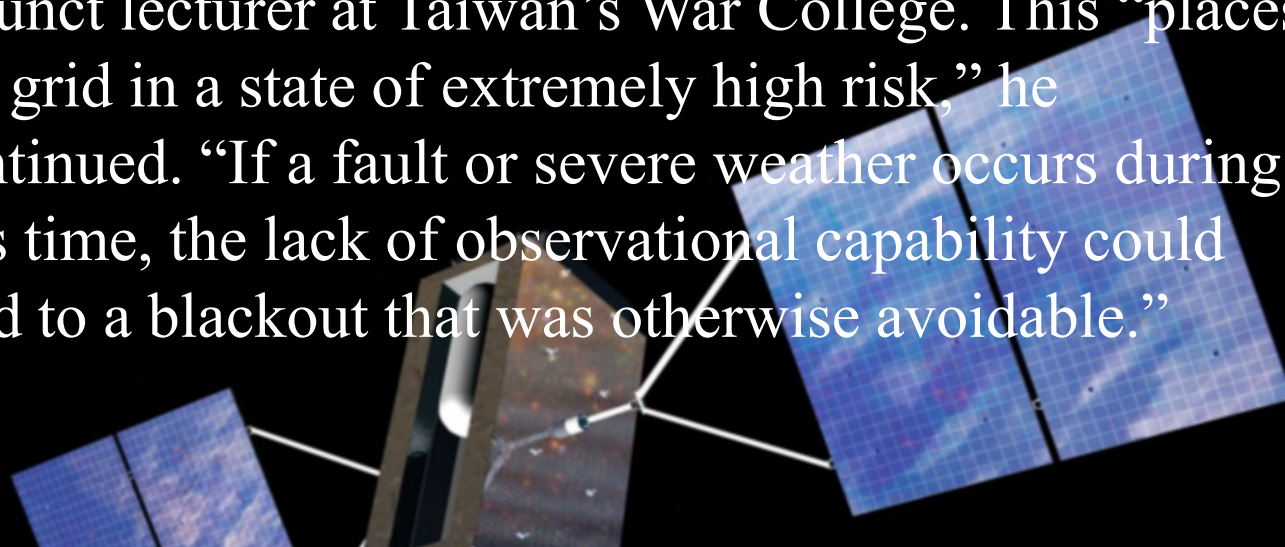 unct lecturer at Taiwan’s War College. This “places
grid in a state of extremely high risk,” he
ntinued. “If a fault or severe weather occurs during
s time, the lack of observational capability could
d to a blackout that was otherwise avoidable.”